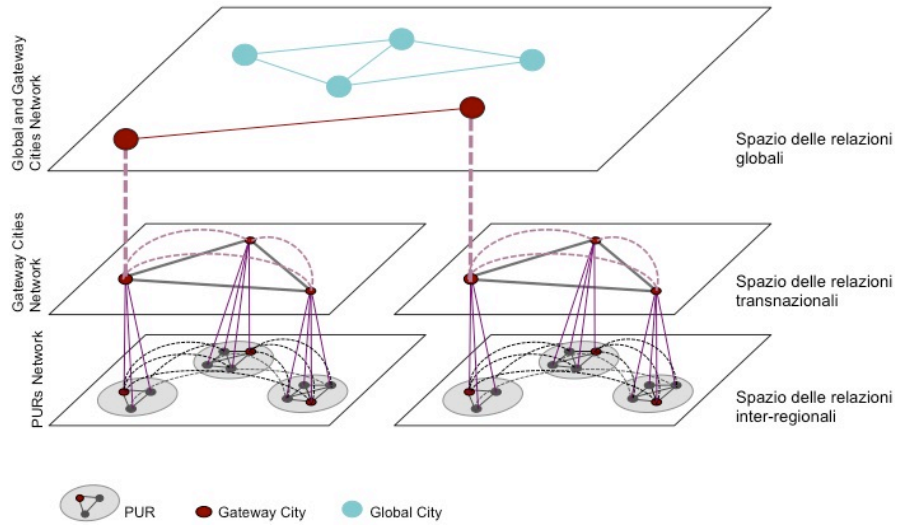 Global and Gateway
Cities Network
Spazio delle relazioni
globali
Gateway Cities
Network
Spazio delle relazioni
transnazionali
PURs Network
Spazio delle relazioni
inter-regionali
PUR
Gateway City
Global City